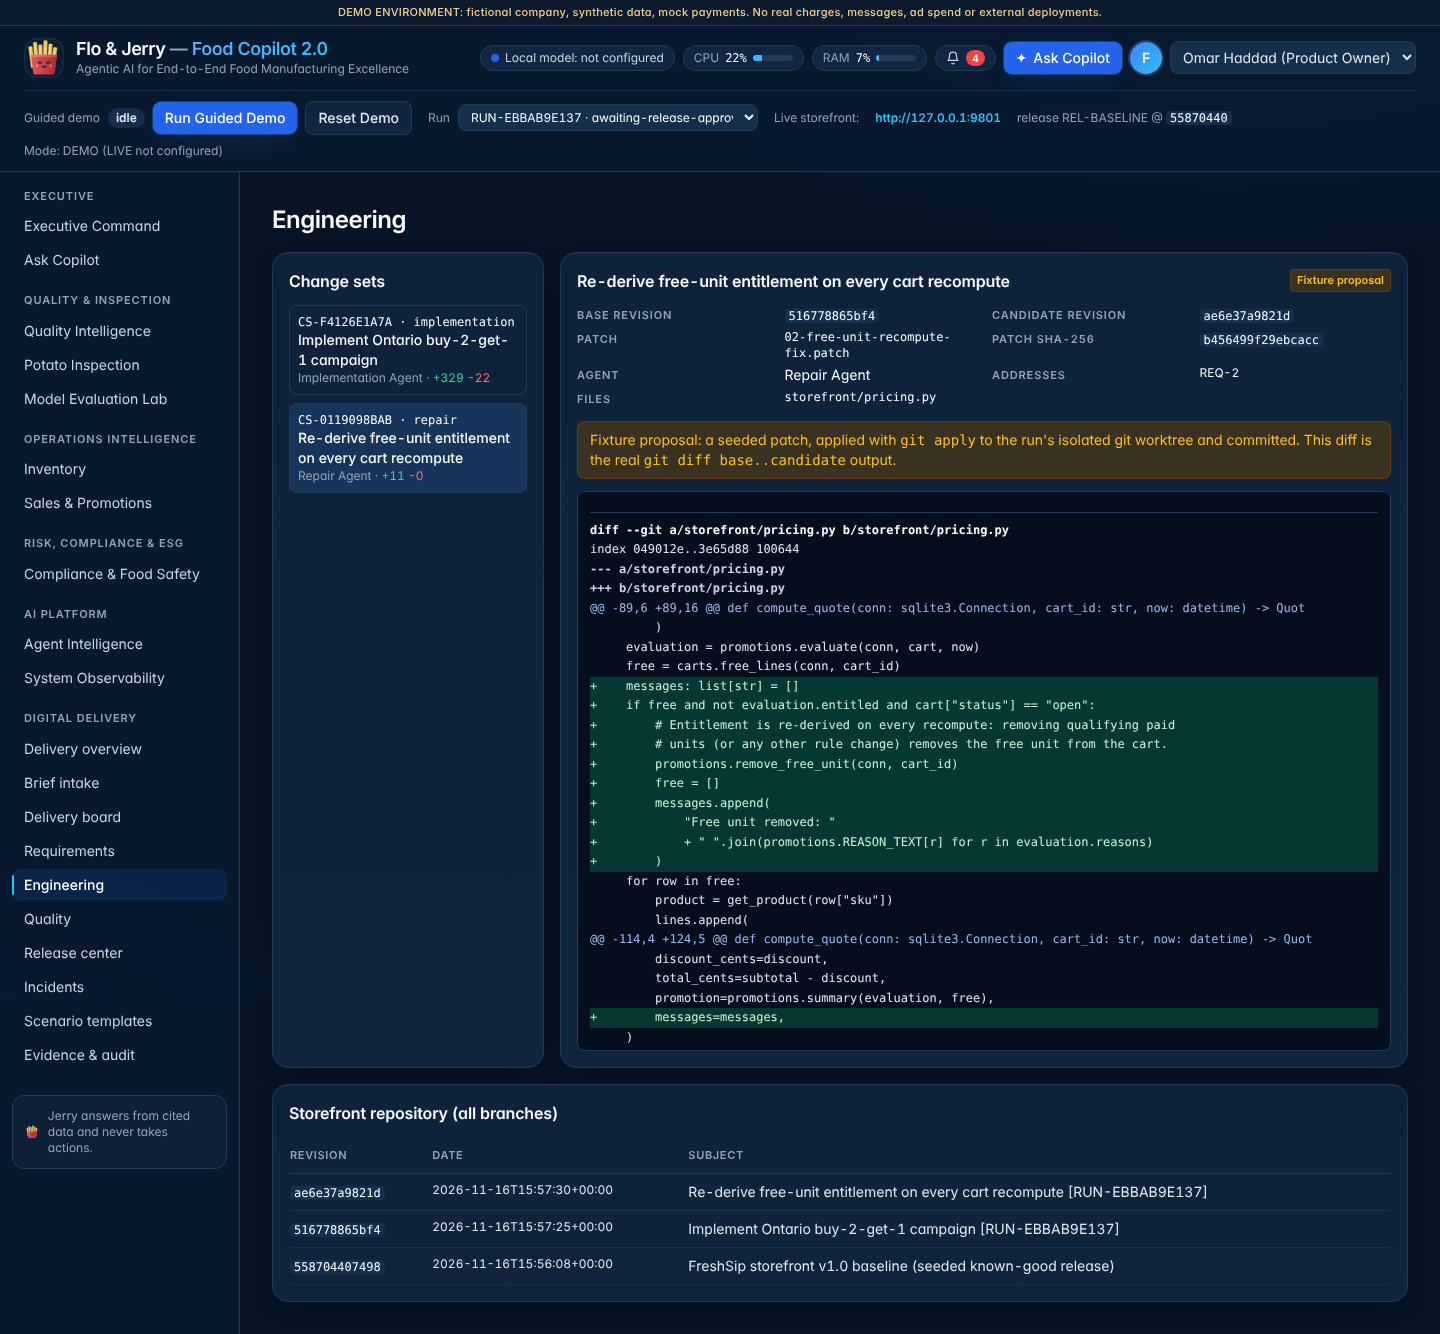 DEMO ENVIRONMENT: fictional company, synthetic data, mock payments. No real charges, messages, ad spend or external deployments.
Flo & Jerry — Food Copilot 2.0
Agentic AI for End-to-End Food Manufacturing Excellence
Local model: not configured
CPU 22%
RAM 7%
4
✦ Ask Copilot
F
Omar Haddad (Product Owner)
Guided demo idle
Run Guided Demo
Reset Demo
Run RUN-EBBAB9E137 · awaiting-release-approv
Live storefront: http://127.0.0.1:9801
release REL-BASELINE @ 55870440
Mode: DEMO (LIVE not configured)
EXECUTIVE
Executive Command
Ask Copilot
QUALITY & INSPECTION
Quality Intelligence
Potato Inspection
Model Evaluation Lab
OPERATIONS INTELLIGENCE
Inventory
Sales & Promotions
RISK, COMPLIANCE & ESG
Compliance & Food Safety
AI PLATFORM
Agent Intelligence
System Observability
DIGITAL DELIVERY
Delivery overview
Brief intake
Delivery board
Requirements
Engineering
Quality
Release center
Incidents
Scenario templates
Evidence & audit
Jerry answers from cited
data and never takes
actions.
Engineering
Change sets
CS-F4126E1A7A · implementation
Implement Ontario buy-2-get-
1 campaign
Implementation Agent · +329 -22
CS-0119098BAB · repair
Re-derive free-unit entitlement
on every cart recompute
Repair Agent · +11 -0
Re-derive free-unit entitlement on every cart recompute
Fixture proposal
BASE REVISION 516778865bf4 CANDIDATE REVISION ae6e37a9821d
PATCH 02-free-unit-recompute-
fix.patch
PATCH SHA-256 b456499f29ebcacc
AGENT Repair Agent ADDRESSES REQ-2
FILES storefront/pricing.py
Fixture proposal: a seeded patch, applied with git apply to the run's isolated git worktree and committed. This diff is
the real git diff base..candidate output.
diff --git a/storefront/pricing.py b/storefront/pricing.py
index 049012e..3e65d88 100644
--- a/storefront/pricing.py
+++ b/storefront/pricing.py
@@ -89,6 +89,16 @@ def compute_quote(conn: sqlite3.Connection, cart_id: str, now: datetime) -> Quot
         )
     evaluation = promotions.evaluate(conn, cart, now)
     free = carts.free_lines(conn, cart_id)
+    messages: list[str] = []
+    if free and not evaluation.entitled and cart["status"] == "open":
+        # Entitlement is re-derived on every recompute: removing qualifying paid
+        # units (or any other rule change) removes the free unit from the cart.
+        promotions.remove_free_unit(conn, cart_id)
+        free = []
+        messages.append(
+            "Free unit removed: "
+            + " ".join(promotions.REASON_TEXT[r] for r in evaluation.reasons)
+        )
     for row in free:
         product = get_product(row["sku"])
         lines.append(
@@ -114,4 +124,5 @@ def compute_quote(conn: sqlite3.Connection, cart_id: str, now: datetime) -> Quot
         discount_cents=discount,
         total_cents=subtotal - discount,
         promotion=promotions.summary(evaluation, free),
+        messages=messages,
     )
Storefront repository (all branches)
REVISION DATE SUBJECT
ae6e37a9821d 2026-11-16T15:57:30+00:00 Re-derive free-unit entitlement on every cart recompute [RUN-EBBAB9E137]
516778865bf4 2026-11-16T15:57:25+00:00 Implement Ontario buy-2-get-1 campaign [RUN-EBBAB9E137]
558704407498 2026-11-16T15:56:08+00:00 FreshSip storefront v1.0 baseline (seeded known-good release)